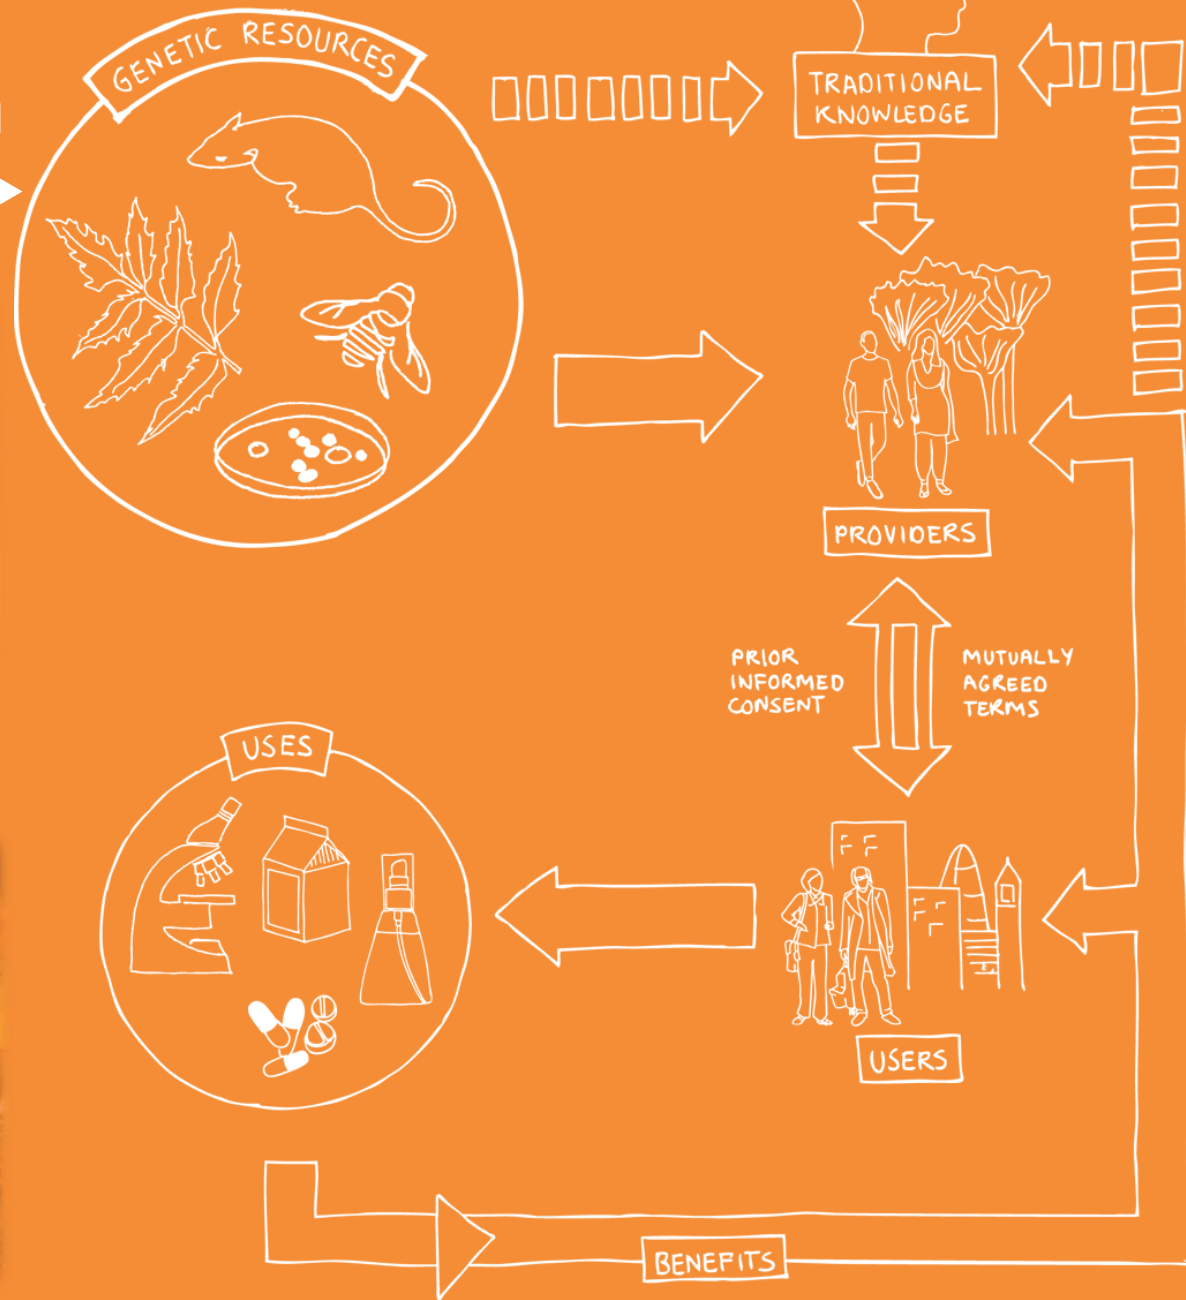 GENETIC RESOURCES
TRADITIONAL
KNOWLEDGE
PROVIDERS
PRIOR
INFORMED
CONSENT
MUTUALLY
AGREED
TERMS
USES
USERS
BENEFITS